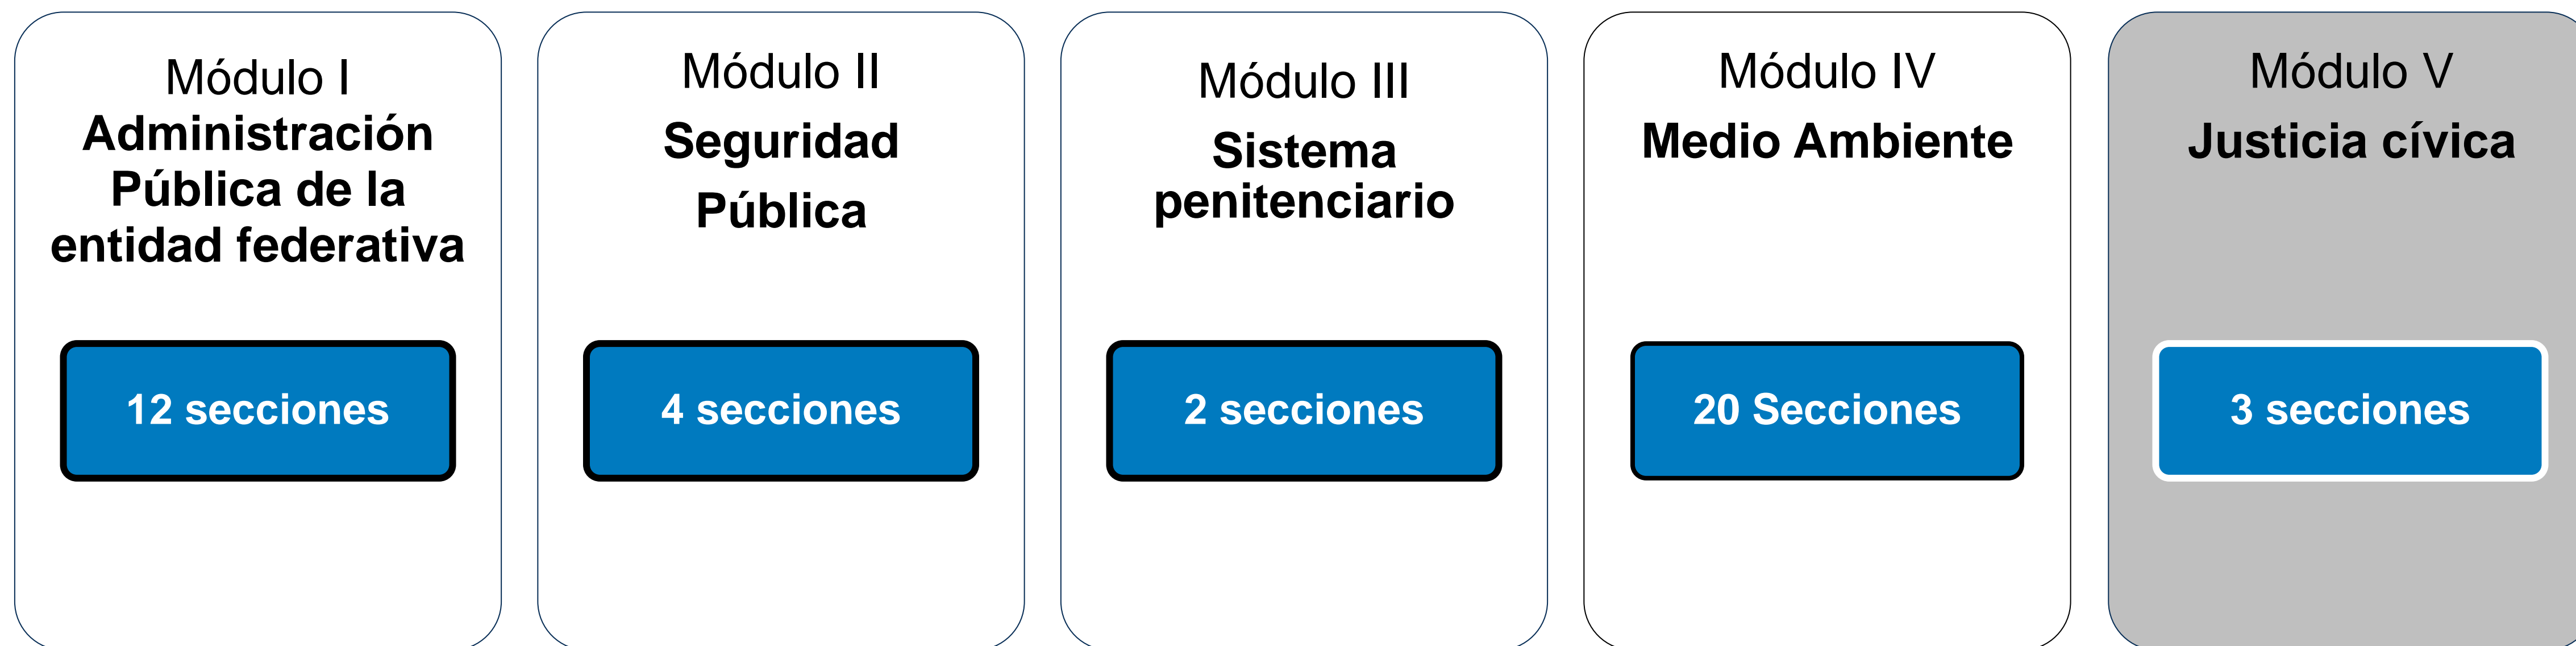 Módulo I
Administración
Pública de la
entidad federativa
12 secciones
Módulo II
Seguridad
Pública
4 secciones
Módulo III
Sistema
penitenciario
2 secciones
Módulo IV
Medio Ambiente
20 Secciones
Módulo V
Justicia cívica
3 secciones